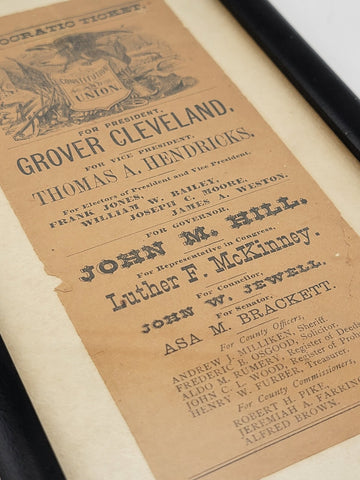 OCRATIC TICKET.
CONSTITUTION
UNION.
FOR PRESIDENT,
GROVER CLEVELAND,
FOR VICE PRESIDENT,
THOMAS A. HENDRICKS.
For Electors of President and Vice President,
FRANK JONES,
WILLIAM W. BAILEY,
JOSEPH C. MOORE,
JAMES A. WESTON.
FOR GOVERNOR,
JOHN M. HILL.
For Representative in Congress,
Luther F. McKinney.
For Councilor,
JOHN W. JEWELL.
For Senator
ASA M. BRACKETT.
For County Officers,
ANDREW J. MILLIKEN, Sheriff.
FREDERIC B. OSGOOD, Solicitor,
ALDO M. RUMERY, Register of Dee
JOHN C. L. WOOD, Register of Prob
HENRY W. FURBER, Treasurer.
For County Commissioners,
ROBERT H. PIKE,
JEREMIAH A. FARRIN
ALFRED BROWN.